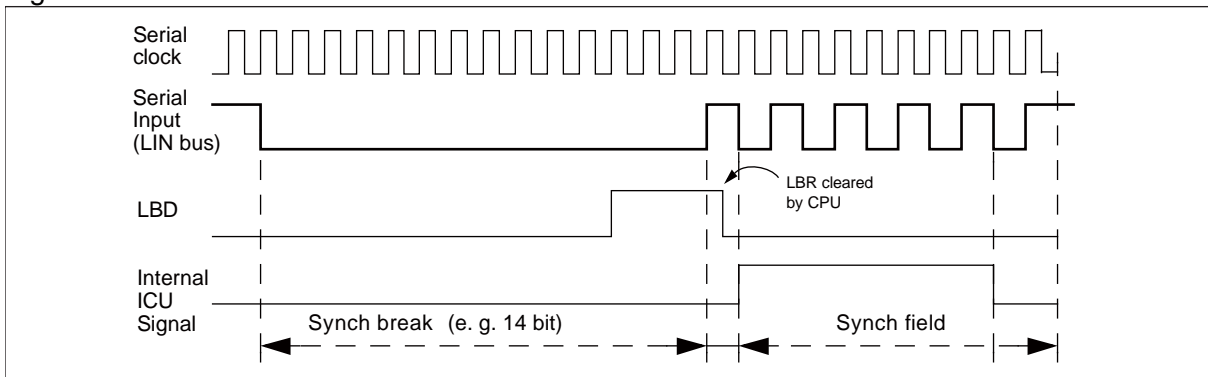 Serial
clock
Serial
Input
(LIN bus)
LBR cleared
by CPU
LBD
Internal
ICU
Signal
Synch break (e. g. 14 bit)
Synch field